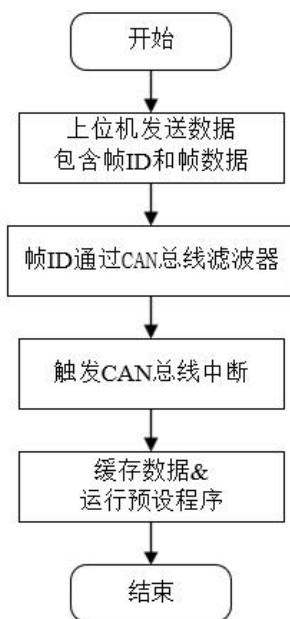 开始
上位机发送数据
包含帧ID和帧数据
帧ID通过CAN总线滤波器
触发CAN总线中断
缓存数据&
运行预设程序
结束